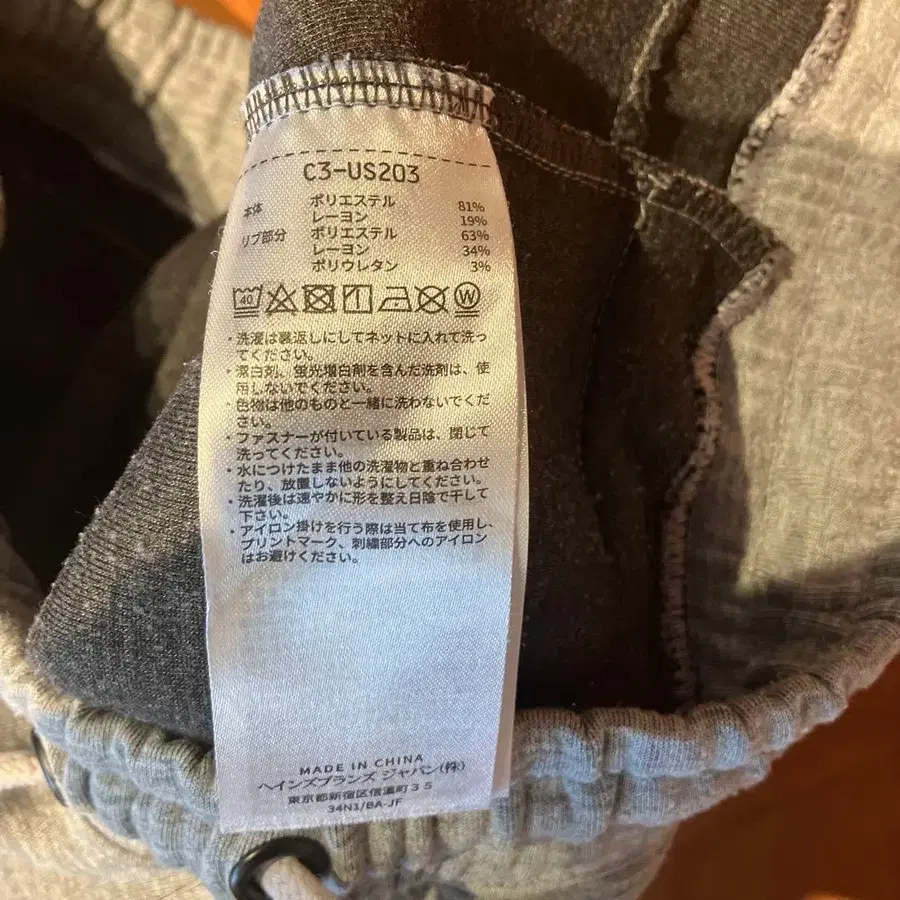 C3-US203
本体 ポリエステル 81%
レーヨン 19%
リブ部分 ポリエステル 63%
レーヨン 34%
ポリウレタン 3%
40 W
・洗濯は裏返しにしてネットに入れて洗っ
てください。
・漂白剤、蛍光増白剤を含んだ洗剤は、使
用しないでください。
・色物は他のものと一緒に洗わないでくだ
さい。
・ファスナーが付いている製品は、閉じて
洗ってください。
・水につけたまま他の洗濯物と重ね合わせ
たり、放置しないようにしてください。
・洗濯後は速やかに形を整え日陰で干して
下さい。
・アイロン掛けを行う際は当て布を使用し、
プリントマーク、刺繍部分へのアイロン
はお避けください。
MADE IN CHINA
ヘインズブランズ ジャパン(株)
東京都新宿区信濃町35
34N1/BA-JF